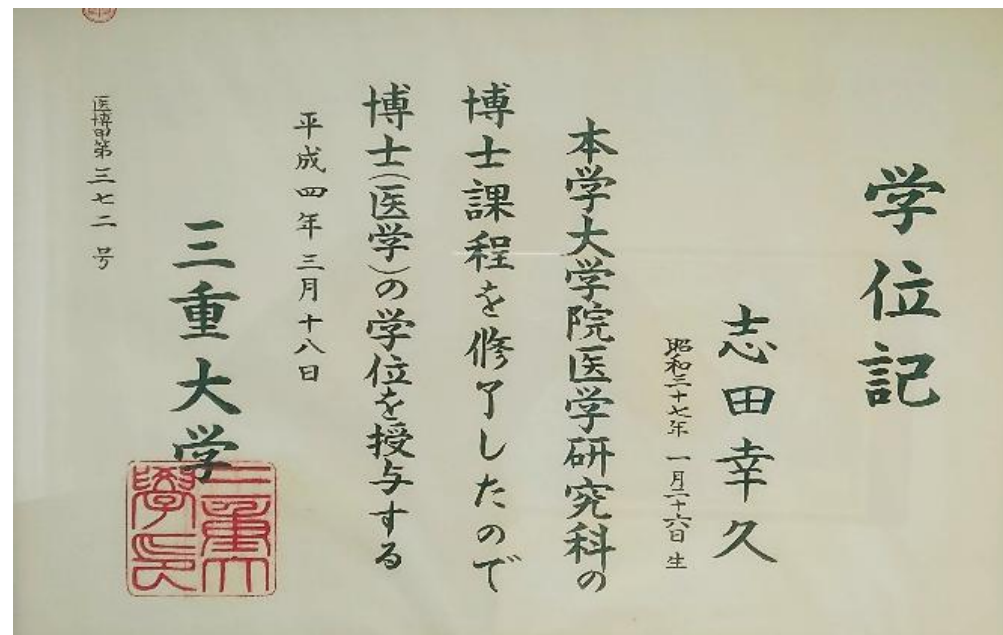 学位記
志田幸久
昭和三十七年 一月二十六日 生
本学大学院医学研究科の
博士課程を修了したので
博士(医学)の学位を授与する
平成四年三月十八日
三重大学
医博甲第三七二号